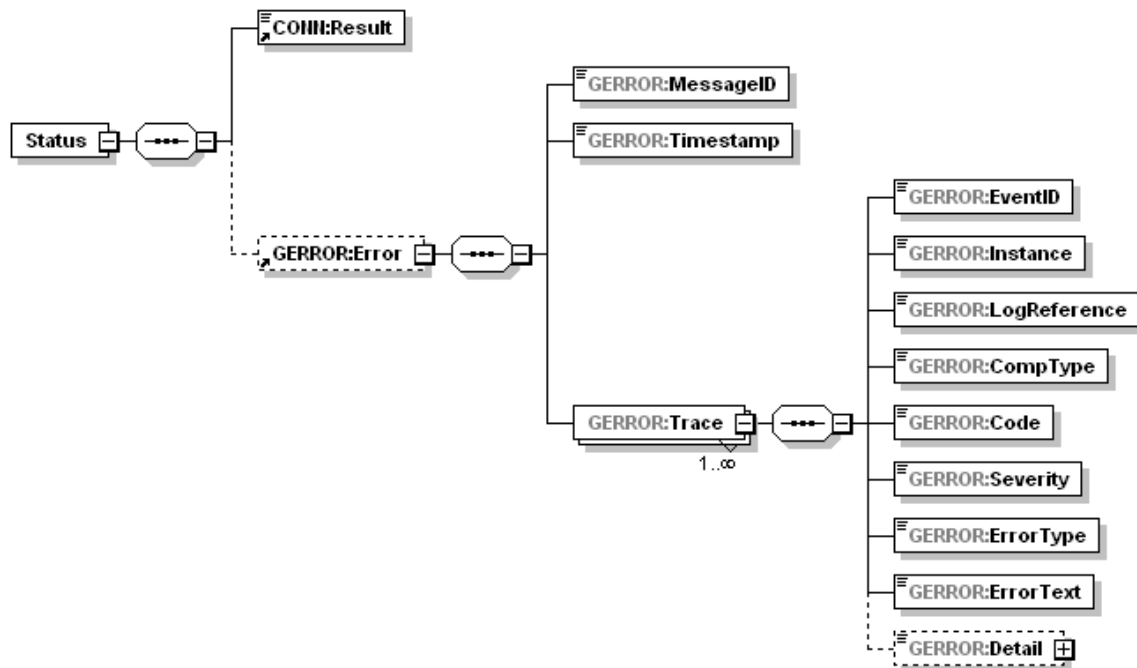 CONN:Result
GERROR:MessageID
Status
GERROR:Timestamp
GERROR:EventID
GERROR:Error
GERROR:Instance
GERROR:LogReference
GERROR:CompType
GERROR:Trace
GERROR:Code
1..∞
GERROR:Severity
GERROR:ErrorType
GERROR:ErrorText
GERROR:Detail